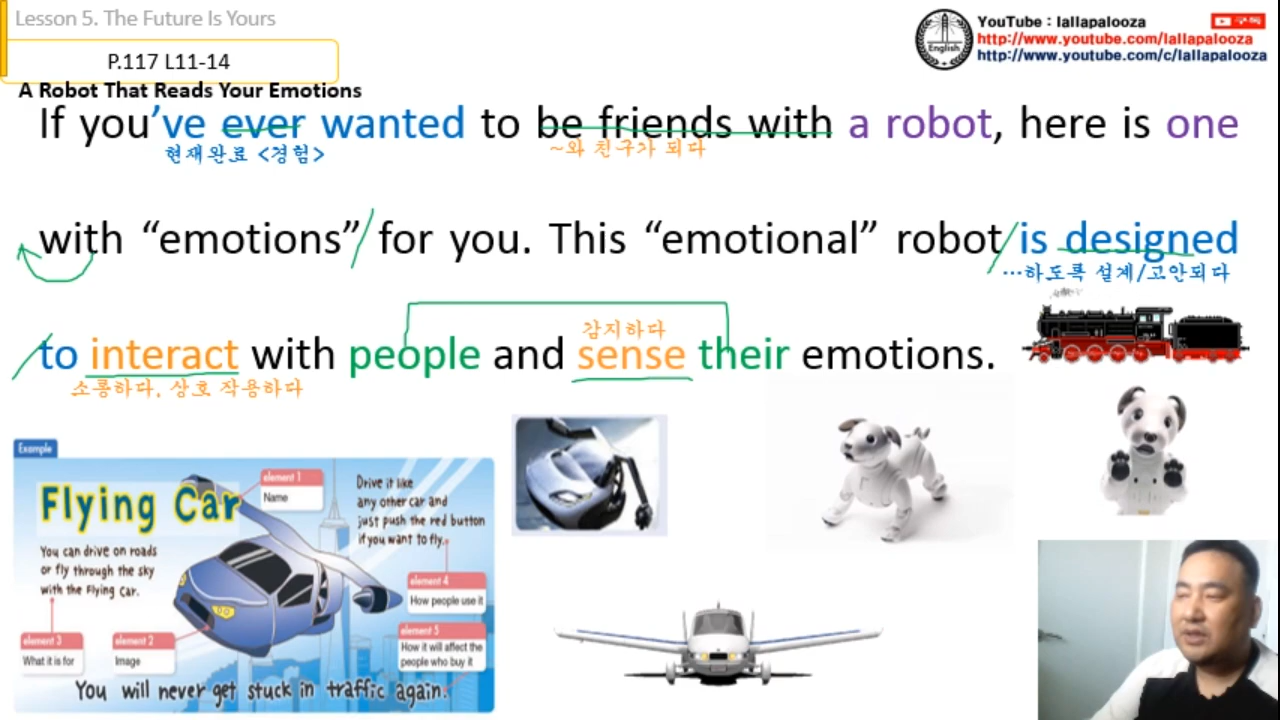 Lesson 5. The Future Is Yours
YouTube : lallapalooza
구독
http://www.youtube.com/lallapalooza
http://www.youtube.com/c/lallapalooza
English
P.117 L11-14
A Robot That Reads Your Emotions
If you've ever wanted to be friends with a robot, here is one
현재완료 <경험>
~와 친구가 되다
with “emotions” for you. This “emotional” robot is designed
…하도록 설계/고안되다
감지하다
to interact with people and sense their emotions.
소통하다, 상호 작용하다
Example
Flying Car
element 1
Name
Drive it like
any other car and
just push the red button
if you want to fly.
You can drive on roads
or fly through the sky
with the Flying Car.
element 4
How people use it
element 3
What it is for
element 2
Image
element 5
How it will affect the
people who buy it
You will never get stuck in traffic again.